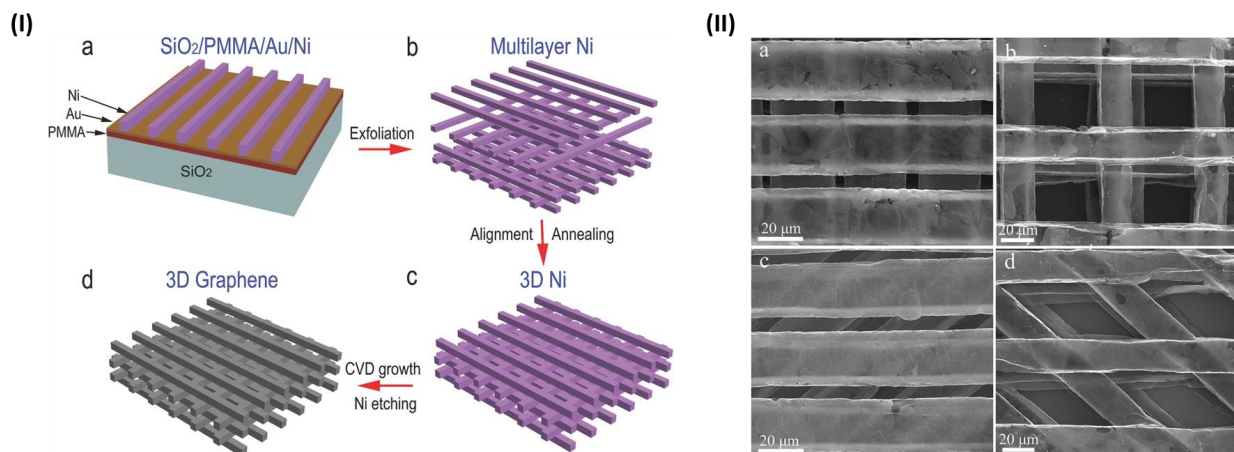 (I)
a
SiO₂/PMMA/Au/Ni
Ni
Au
PMMA
SiO₂
Exfoliation
b
Multilayer Ni
Alignment
Annealing
d
3D Graphene
CVD growth
Ni etching
c
3D Ni
(II)
a
20 μm
b
20 μm
c
20 μm
d
20 μm